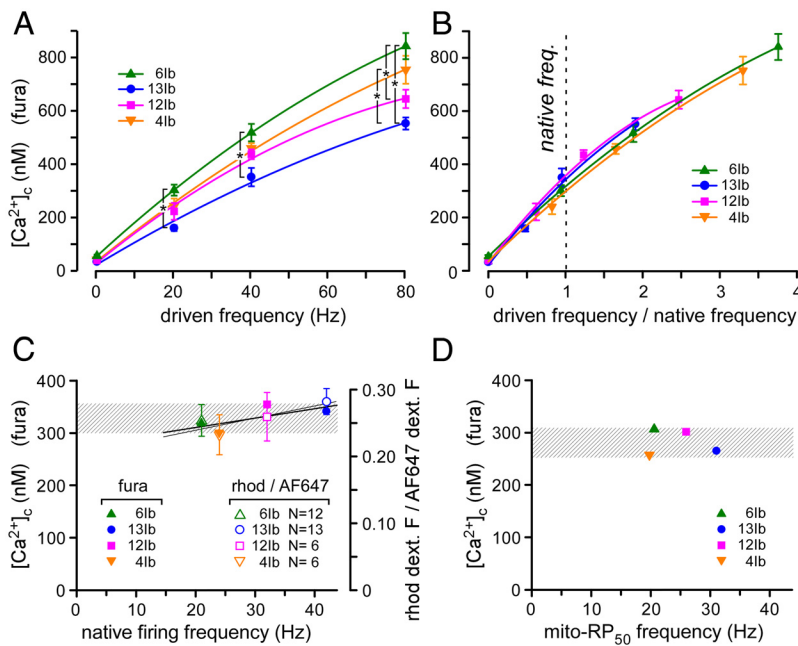 A
[Ca2+]c (nM) (fura)
800
600
400
200
0
6Ib
13Ib
12Ib
4Ib
*
*
*
*
*
0 20 40 60 80
driven frequency (Hz)
B
[Ca2+]c (nM) (fura)
800
600
400
200
0
native freq.
6Ib
13Ib
12Ib
4Ib
0 1 2 3 4
driven frequency / native frequency
C
[Ca2+]c (nM) (fura)
400
300
200
100
0
fura
6Ib
13Ib
12Ib
4Ib
rhod / AF647
6Ib N=12
13Ib N=13
12Ib N= 6
4Ib N= 6
0.30
0.20
0.10
0
rhod dext. F / AF647 dext. F
0 10 20 30 40
native firing frequency (Hz)
D
[Ca2+]c (nM) (fura)
400
300
200
100
0
6Ib
13Ib
12Ib
4Ib
0 10 20 30 40
mito-RP50 frequency (Hz)